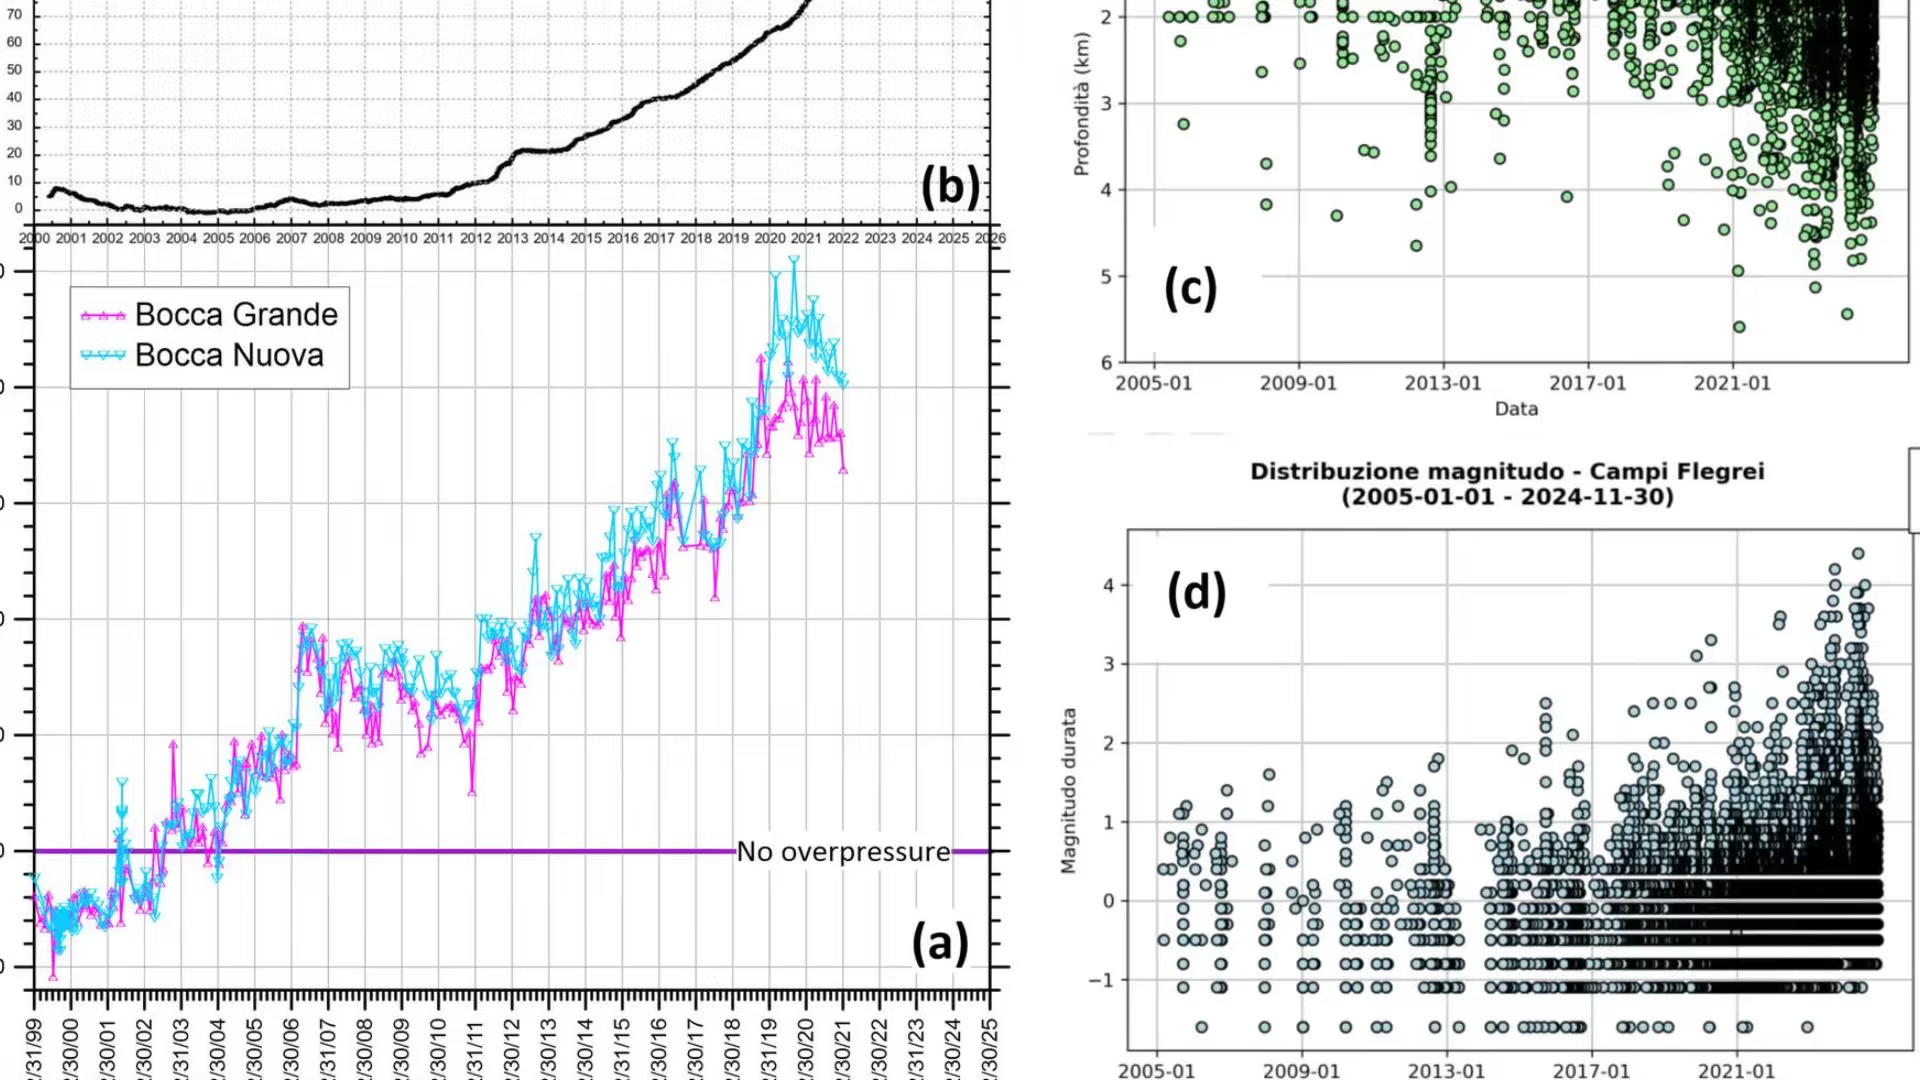 70
60
50
40
30
20
10
0
(b)
2000 2001 2002 2003 2004 2005 2006 2007 2008 2009 2010 2011 2012 2013 2014 2015 2016 2017 2018 2019 2020 2021 2022 2023 2024 2025 2026
Bocca Grande
Bocca Nuova
No overpressure
(a)
2
3
4
5
6
Profondità (km)
(c)
2005-01 2009-01 2013-01 2017-01 2021-01
Data
Distribuzione magnitudo - Campi Flegrei
(2005-01-01 - 2024-11-30)
(d)
4
3
2
1
0
−1
Magnitudo durata
2005-01 2009-01 2013-01 2017-01 2021-01